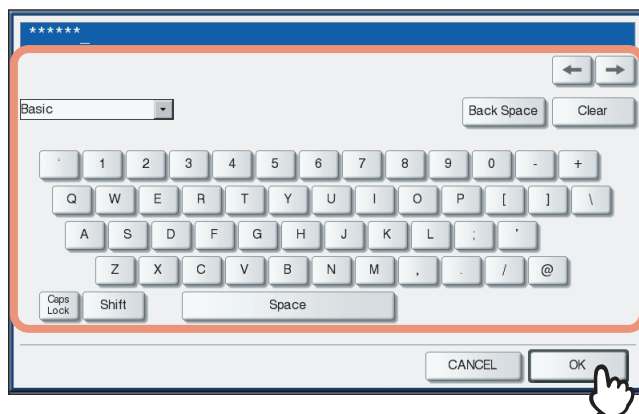 ******_
Basic
Back Space Clear
` 1 2 3 4 5 6 7 8 9 0 - +
Q W E R T Y U I O P [ ] \
A S D F G H J K L ; '
Z X C V B N M , . / @
Caps Lock Shift Space
CANCEL OK